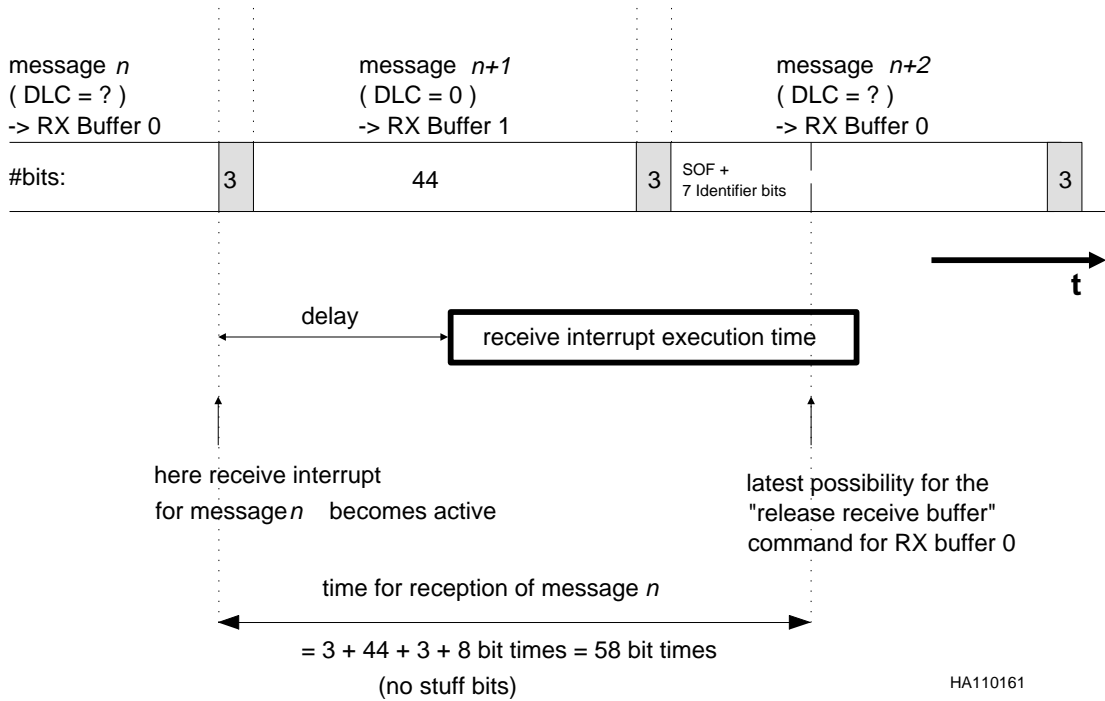 message n
( DLC = ? )
-> RX Buffer 0
message n+1
( DLC = 0 )
-> RX Buffer 1
message n+2
( DLC = ? )
-> RX Buffer 0
#bits:
3
44
3
SOF +
7 Identifier bits
3
t
delay
receive interrupt execution time
here receive interrupt
for message n becomes active
latest possibility for the
"release receive buffer"
command for RX buffer 0
time for reception of message n
= 3 + 44 + 3 + 8 bit times = 58 bit times
(no stuff bits)
HA110161